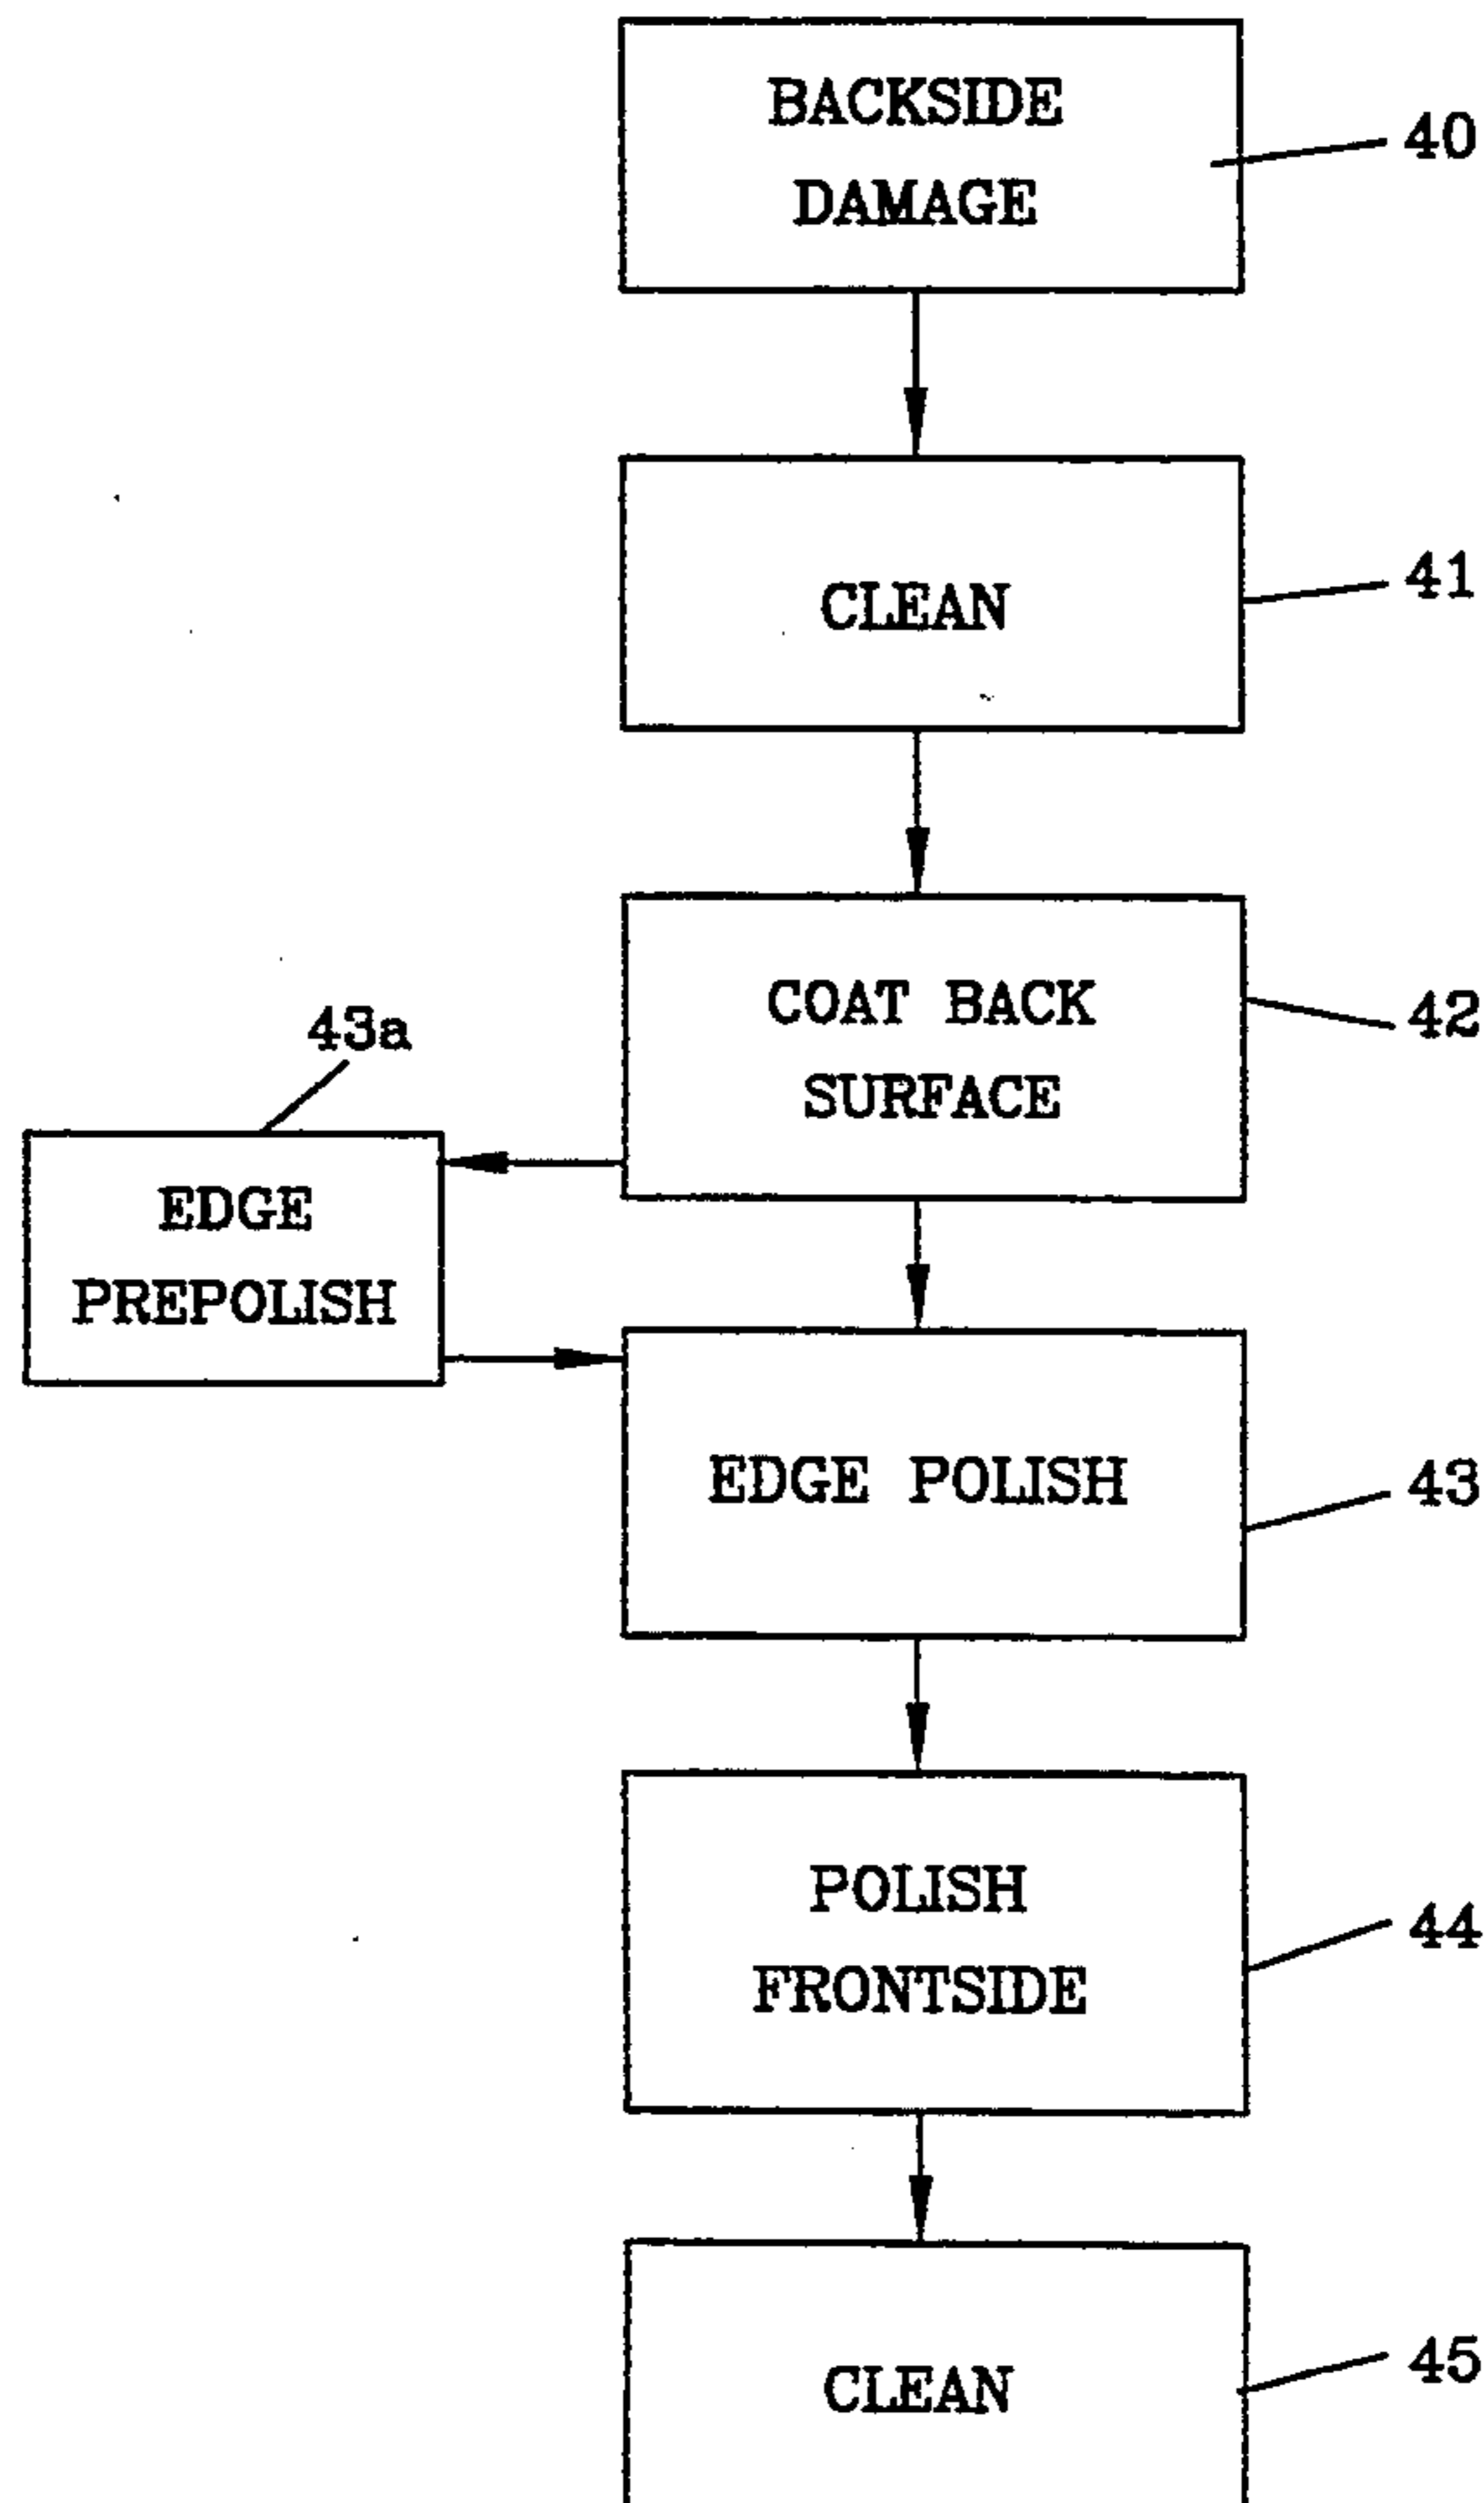 BACKSIDE
DAMAGE
40
CLEAN
41
COAT BACK
SURFACE
42
43a
EDGE
PREPOLISH
EDGE POLISH
43
POLISH
FRONTSIDE
44
CLEAN
45